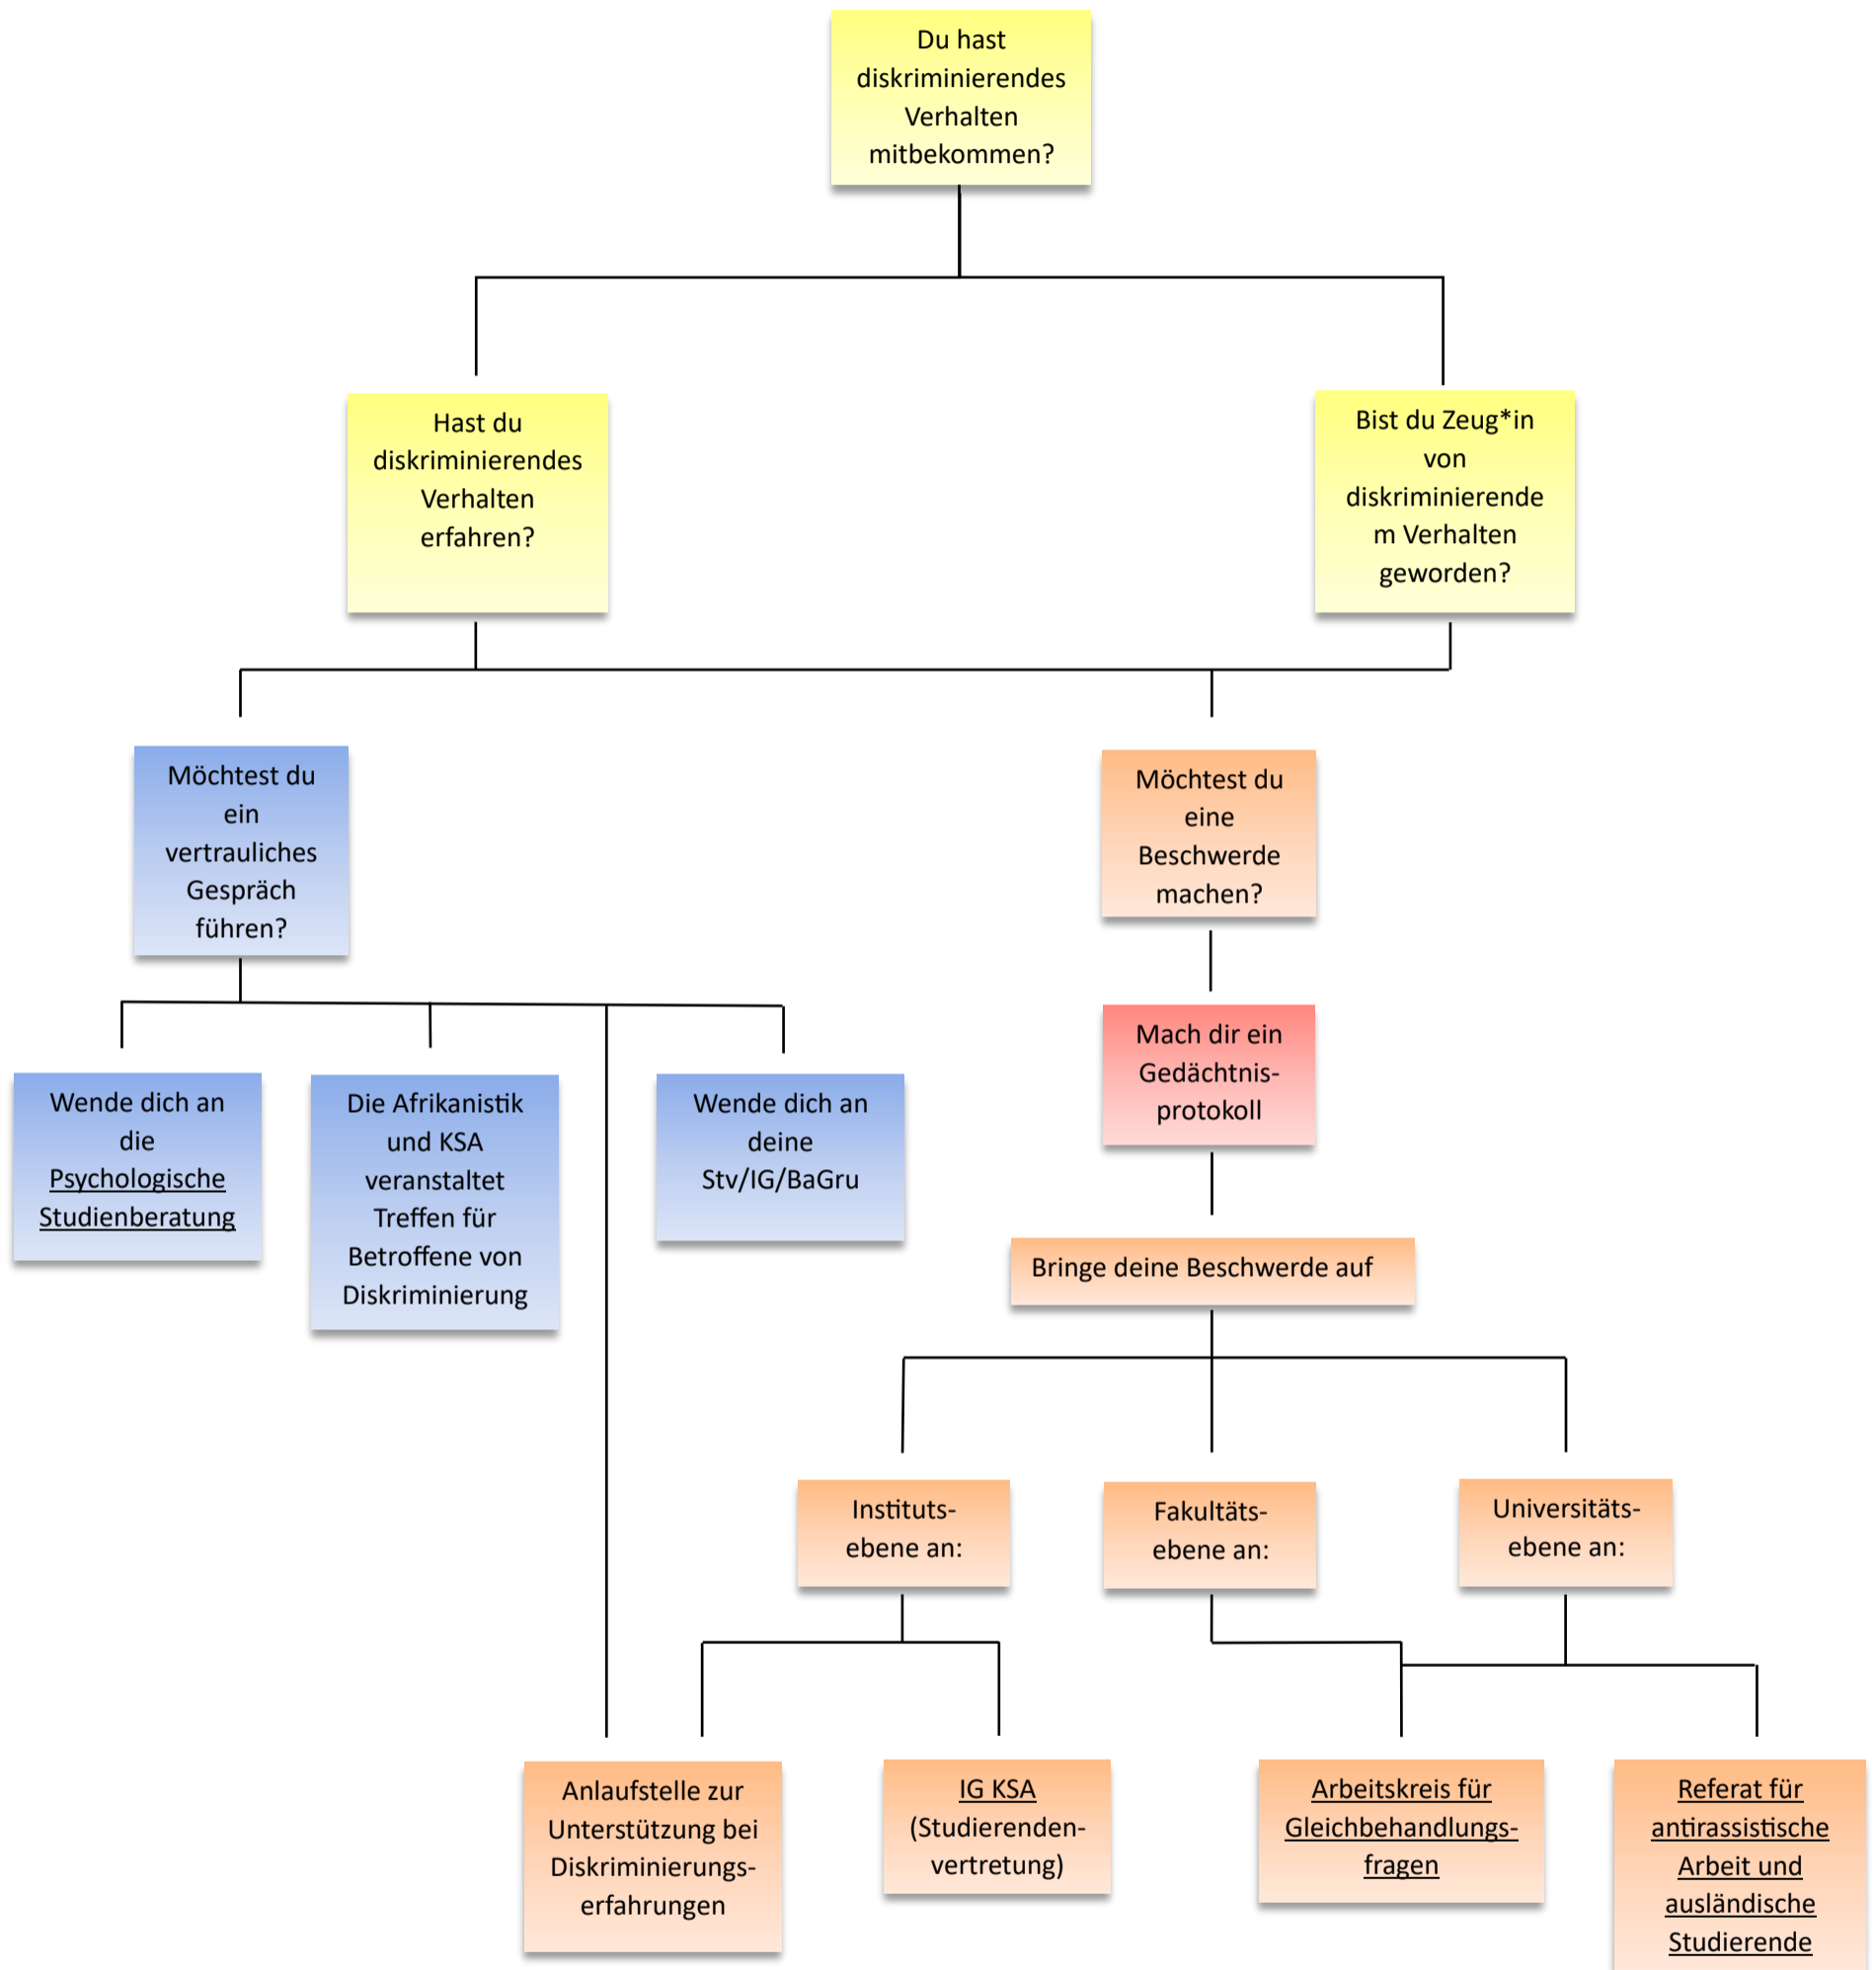 Du hast
diskriminierendes
Verhalten
mitbekommen?
Hast du
diskriminierendes
Verhalten
erfahren?
Bist du Zeug*in
von
diskriminierende
m Verhalten
geworden?
Möchtest du
ein
vertrauliches
Gespräch
führen?
Möchtest du
eine
Beschwerde
machen?
Mach dir ein
Gedächtnis-
protokoll
Wende dich an
die
Psychologische
Studienberatung
Die Afrikanistik
und KSA
veranstaltet
Treffen für
Betroffene von
Diskriminierung
Wende dich an
deine
Stv/IG/BaGru
Bringe deine Beschwerde auf
Instituts-
ebene an:
Fakultäts-
ebene an:
Universitäts-
ebene an:
Anlaufstelle zur
Unterstützung bei
Diskriminierungs-
erfahrungen
IG KSA
(Studierenden-
vertretung)
Arbeitskreis für
Gleichbehandlungs-
fragen
Referat für
antirassistische
Arbeit und
ausländische
Studierende